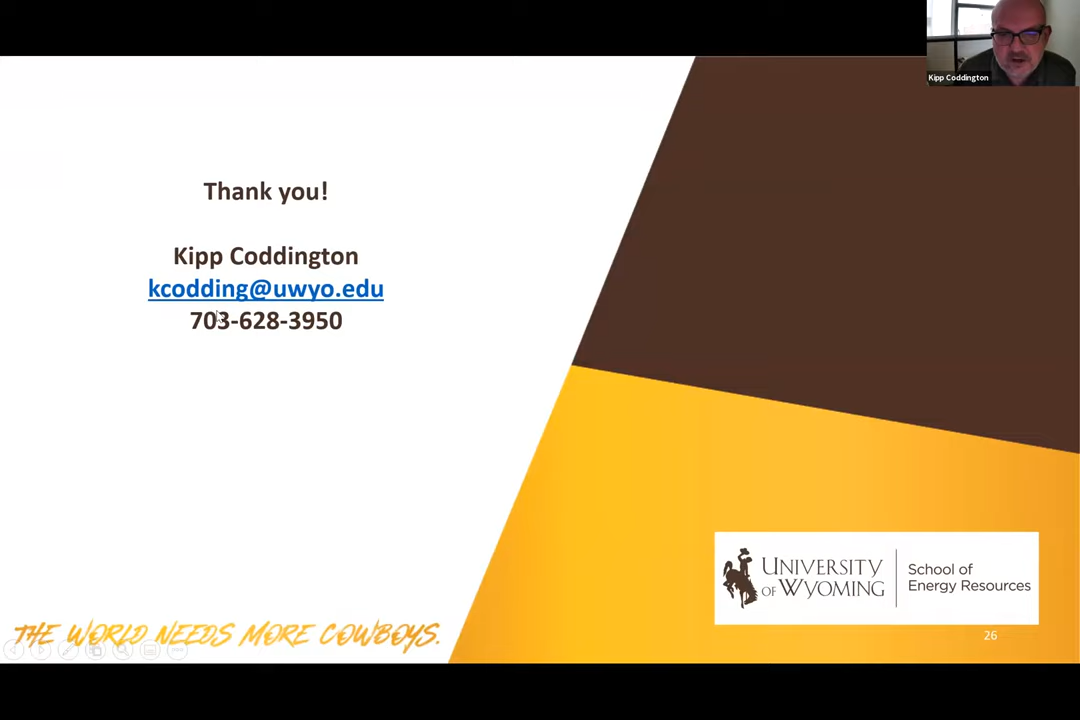 Kipp Coddington
Thank you!
Kipp Coddington
kcodding@uwyo.edu
703-628-3950
UNIVERSITY
OF WYOMING
School of
Energy Resources
THE WORLD NEEDS MORE COWBOYS.
26